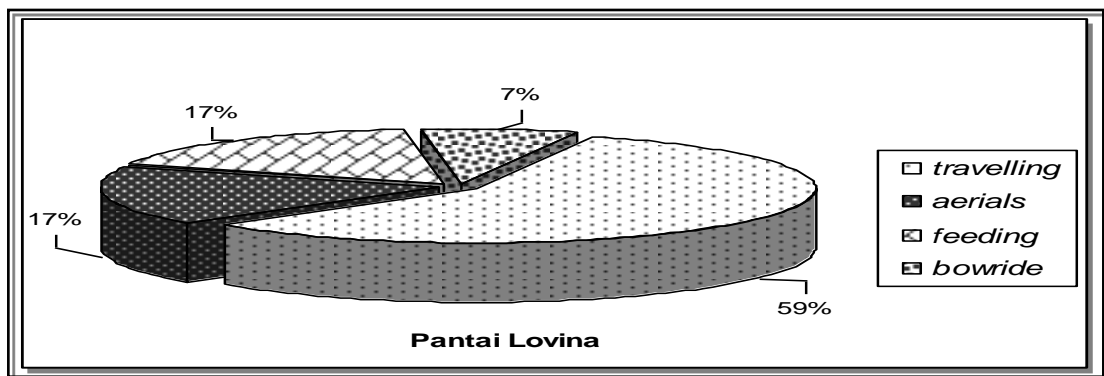 7%
17%
17%
59%
travelling
aerials
feeding
bowride
Pantai Lovina